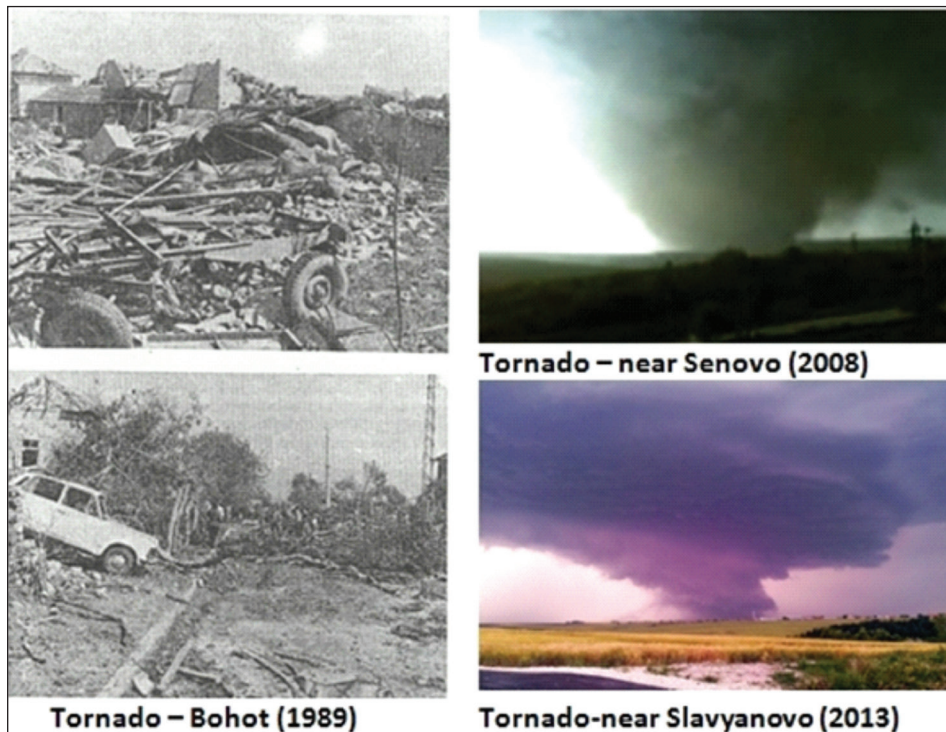 Tornado – near Senovo (2008)
Tornado – Bohot (1989)
Tornado-near Slavyanovo (2013)